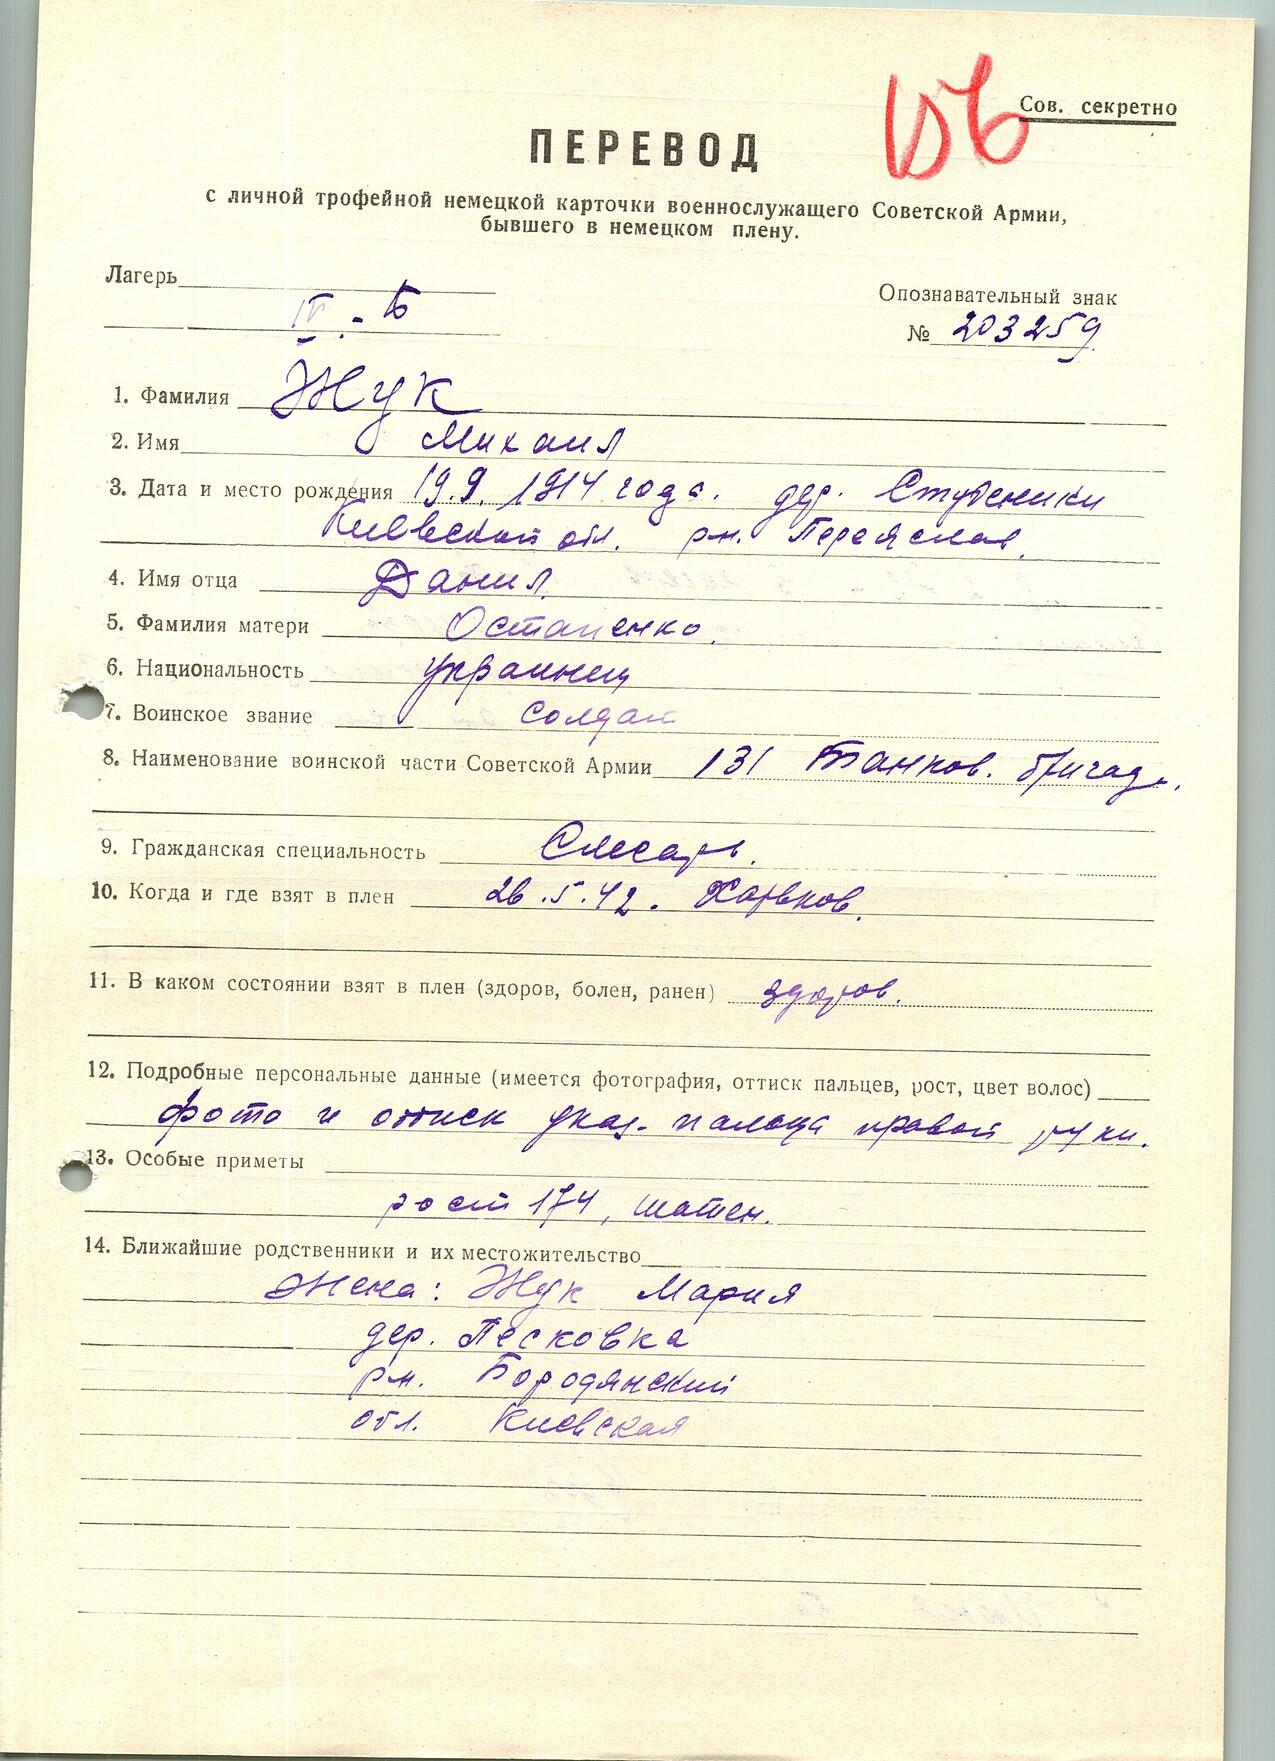 Сов. секретно
ПЕРЕВОД
с личной трофейной немецкой карточки военнослужащего Советской Армии,
бывшего в немецком плену.
Лагерь
IV - Б
Опознавательный знак
№ 203259
1. Фамилия Жук
2. Имя Михаил
3. Дата и место рождения 19.9.1914 года. дер. Студеники
Киевской обл. рн. Переяслав.
4. Имя отца Данил.
5. Фамилия матери Остапенко.
6. Национальность украинец
7. Воинское звание солдат
8. Наименование воинской части Советской Армии 131 Танков. бригад.
9. Гражданская специальность Слесарь.
10. Когда и где взят в плен 26.5.42. Харьков.
11. В каком состоянии взят в плен (здоров, болен, ранен) здоров.
12. Подробные персональные данные (имеется фотография, оттиск пальцев, рост, цвет волос)
фото и оттиск указ. пальца правой руки.
13. Особые приметы
рост 174, шатен.
14. Ближайшие родственники и их местожительство
Жена: Жук Мария
дер. Песковка
рн. Бородянский
обл. Киевская